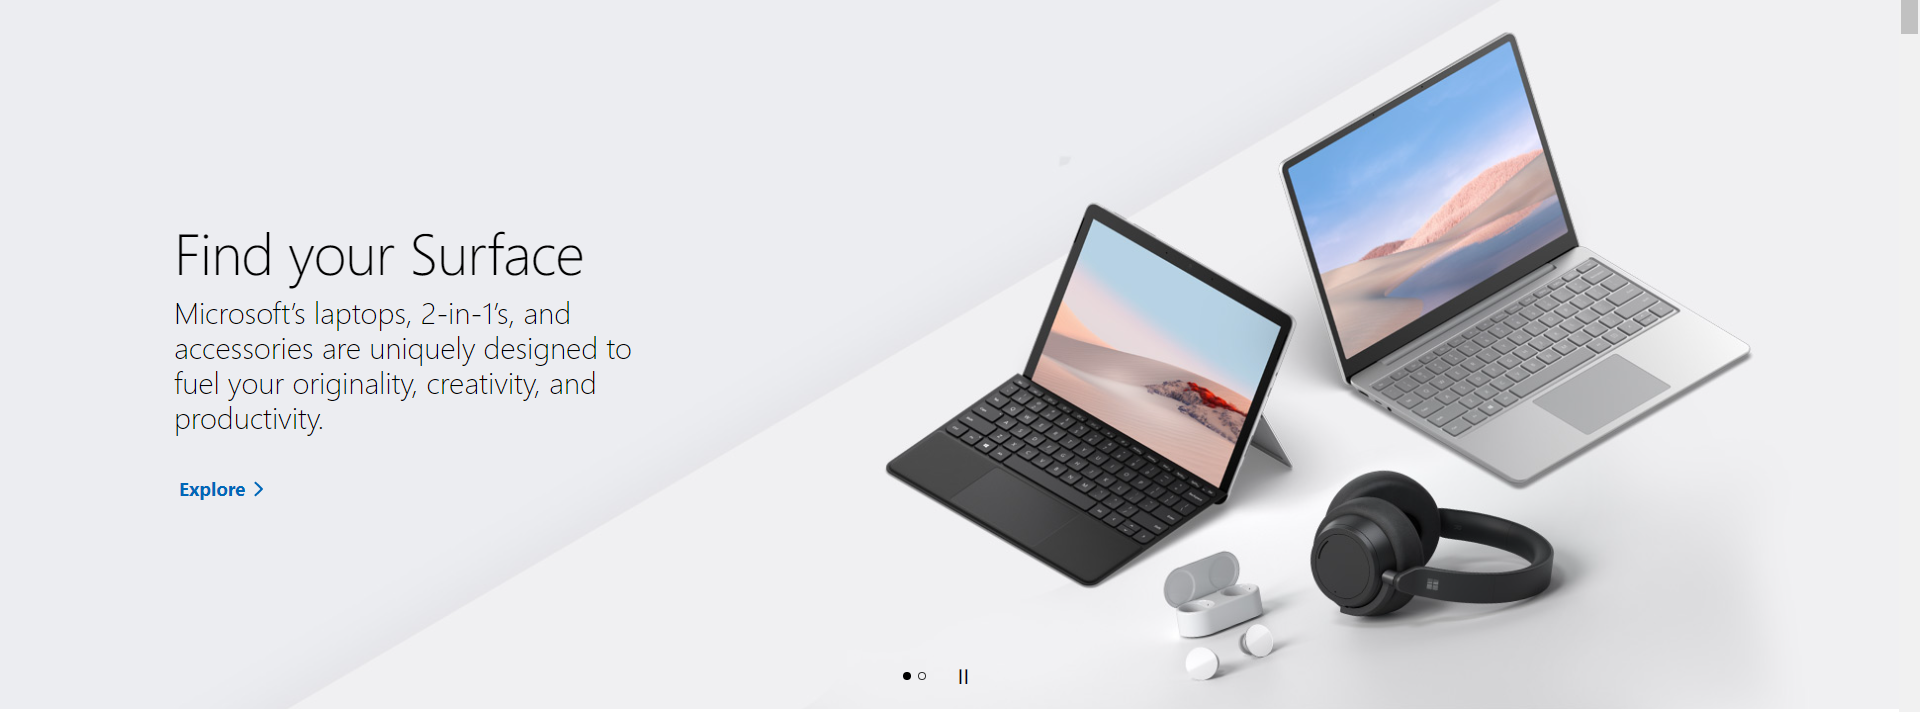 Find your Surface
Microsoft’s laptops, 2-in-1’s, and
accessories are uniquely designed to
fuel your originality, creativity, and
productivity.
Explore